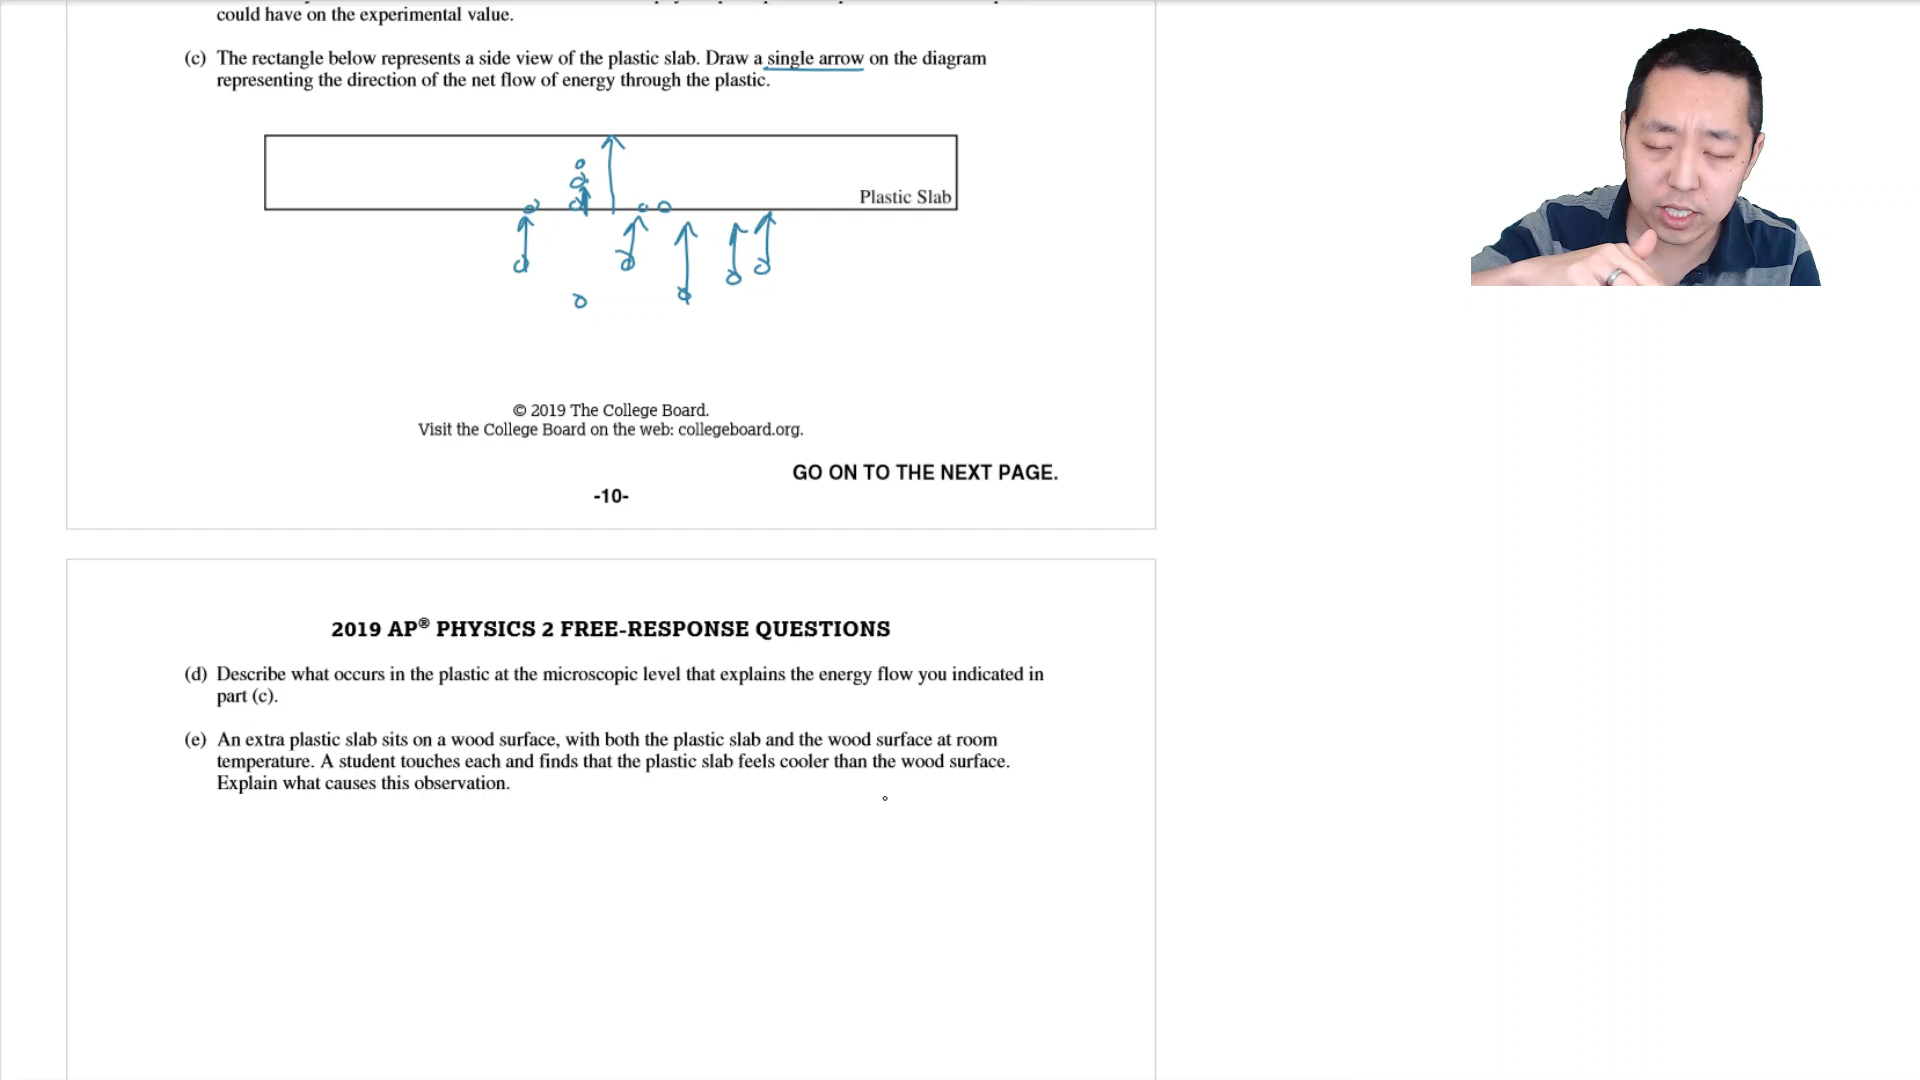 could have on the experimental value.
(c) The rectangle below represents a side view of the plastic slab. Draw a single arrow on the diagram
representing the direction of the net flow of energy through the plastic.
Plastic Slab
© 2019 The College Board.
Visit the College Board on the web: collegeboard.org.
GO ON TO THE NEXT PAGE.
-10-
2019 AP® PHYSICS 2 FREE-RESPONSE QUESTIONS
(d) Describe what occurs in the plastic at the microscopic level that explains the energy flow you indicated in
part (c).
(e) An extra plastic slab sits on a wood surface, with both the plastic slab and the wood surface at room
temperature. A student touches each and finds that the plastic slab feels cooler than the wood surface.
Explain what causes this observation.